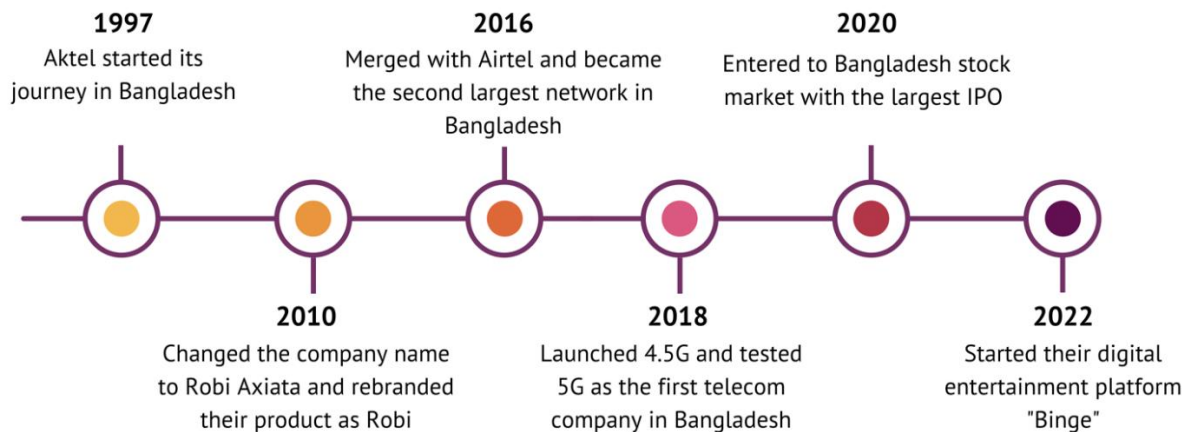 1997
Aktel started its
journey in Bangladesh
2010
Changed the company name
to Robi Axiata and rebranded
their product as Robi
2016
Merged with Airtel and became
the second largest network in
Bangladesh
2018
Launched 4.5G and tested
5G as the first telecom
company in Bangladesh
2020
Entered to Bangladesh stock
market with the largest IPO
2022
Started their digital
entertainment platform
"Binge"